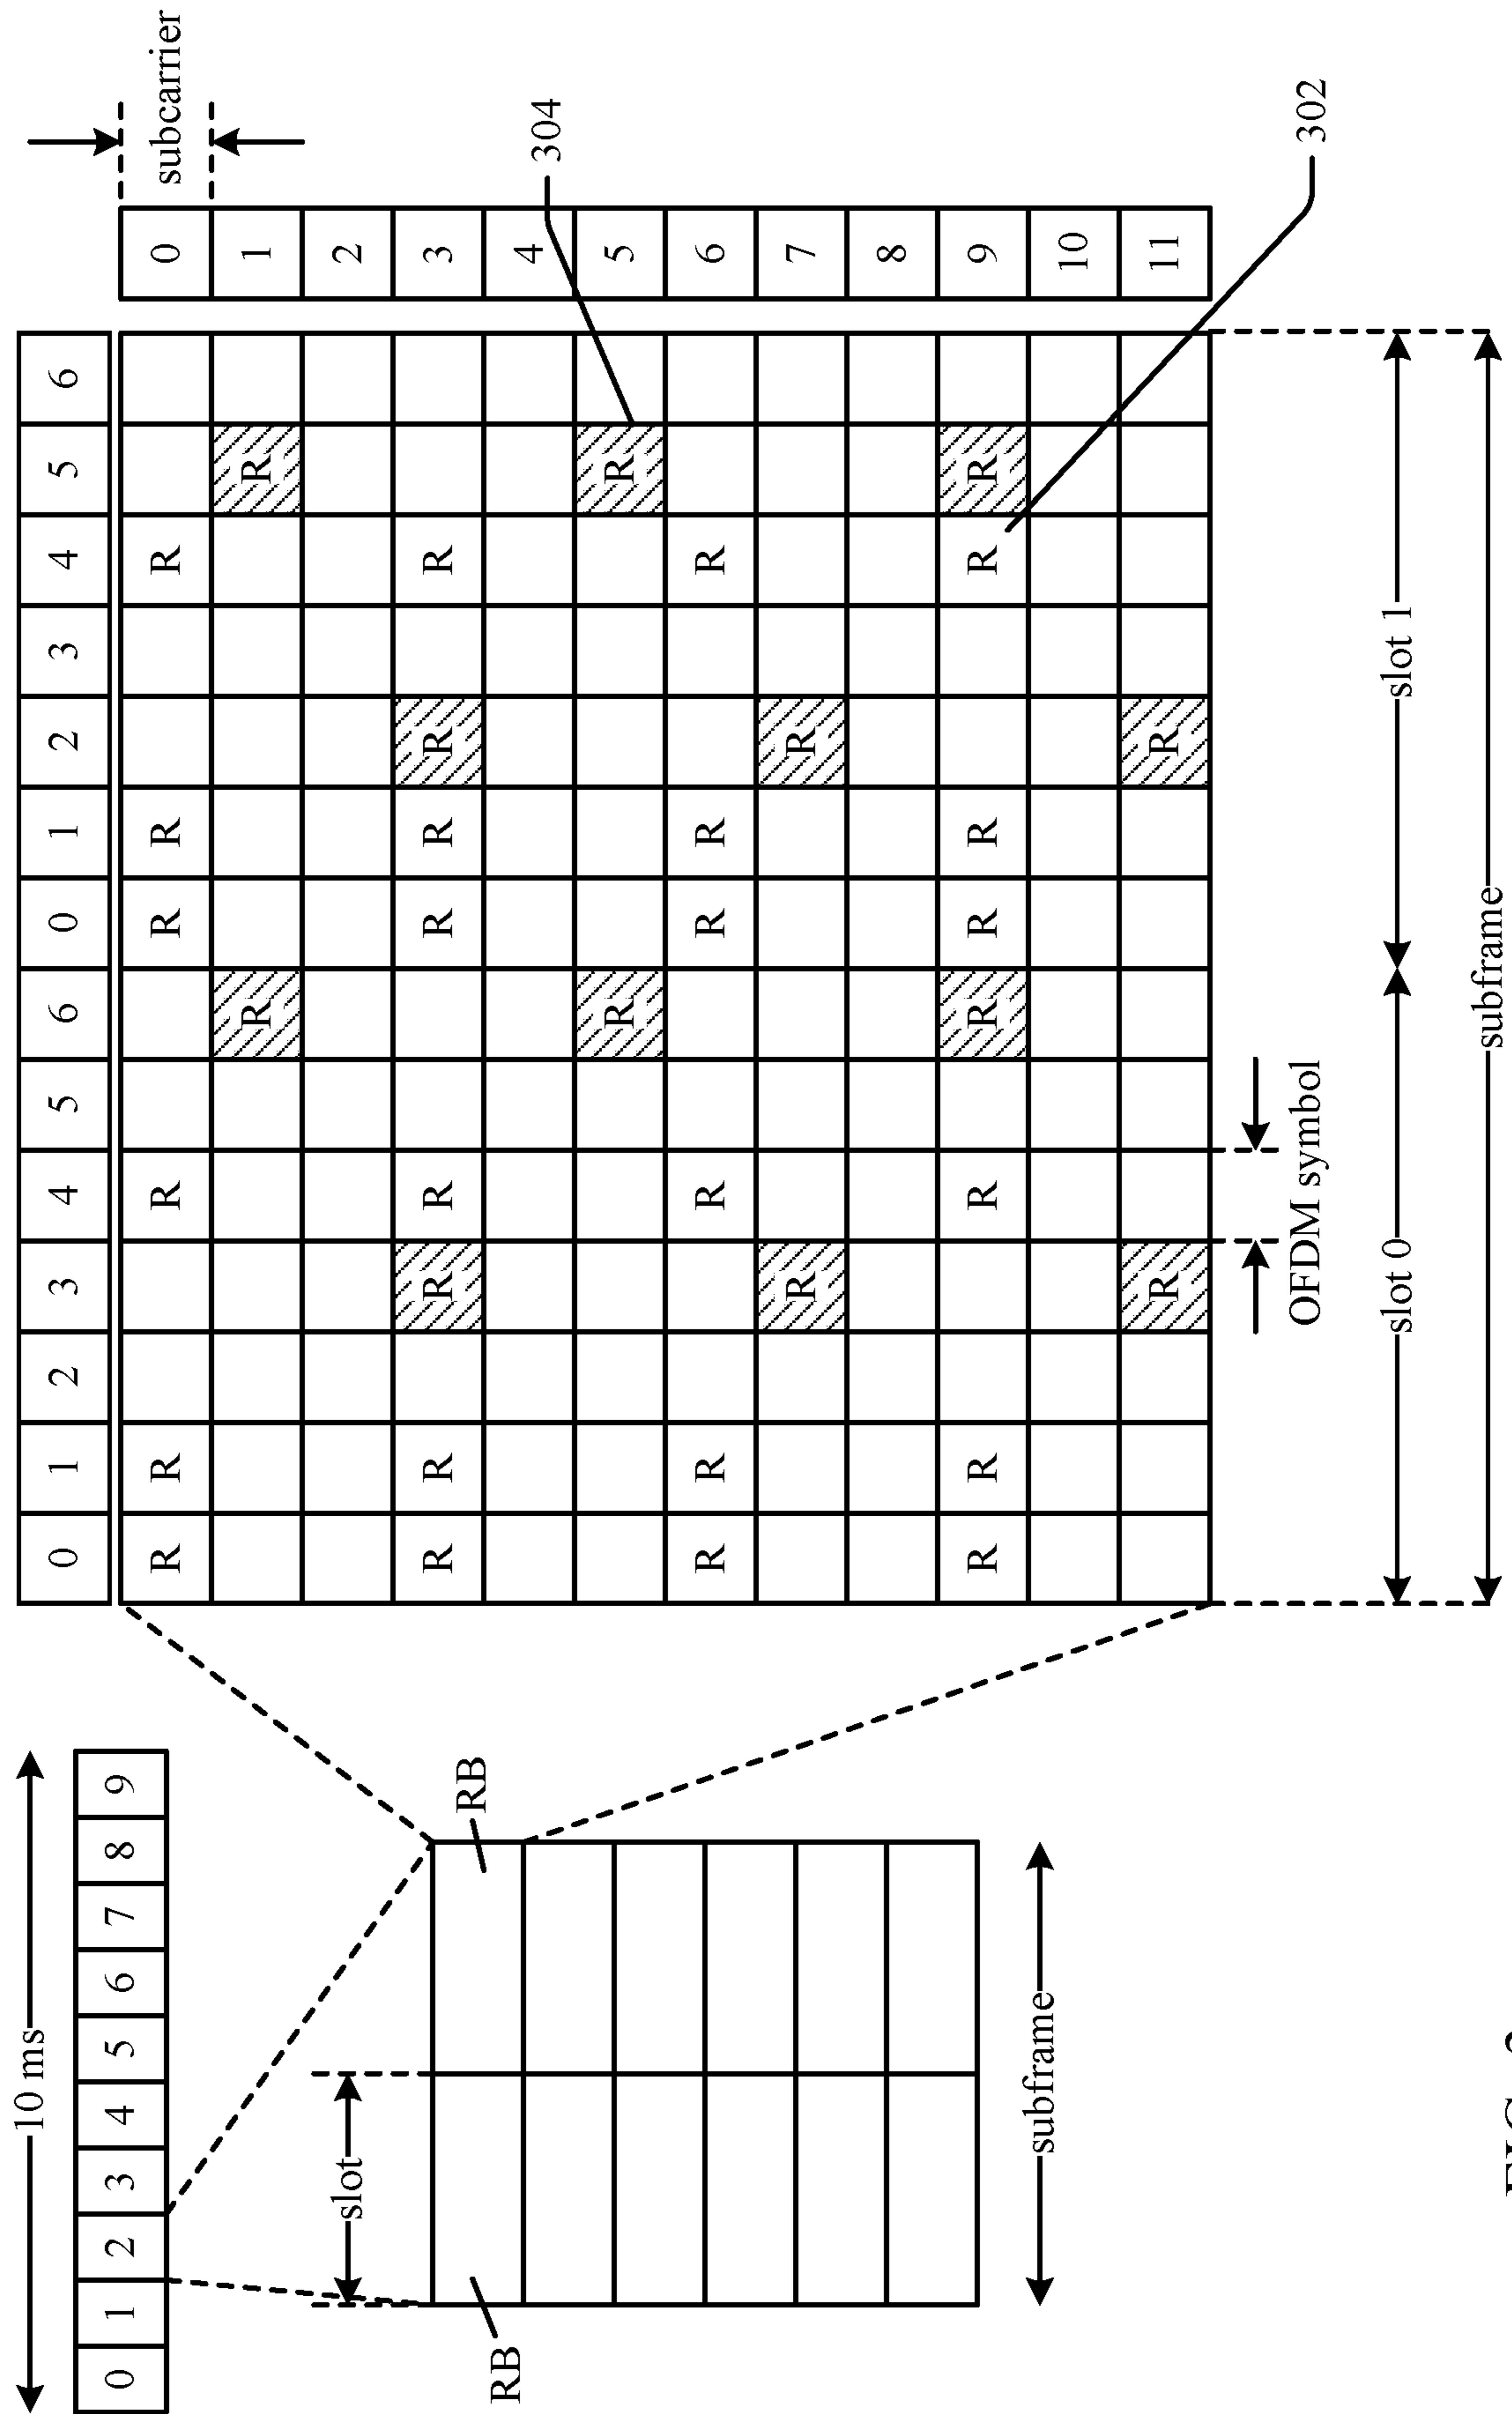 10 ms
0 1 2 3 4 5 6 7 8 9
slot
RB
RB
subframe
0 1 2 3 4 5 6 0 1 2 3 4 5 6
subcarrier
R R R R R R 0
R R 1
2
R R R R R R R R 3
4
304
R R 5
R R R R R R 6
R R 7
8
R R R R R R R R 9
10
R R 11
OFDM symbol
302
slot 0
slot 1
subframe